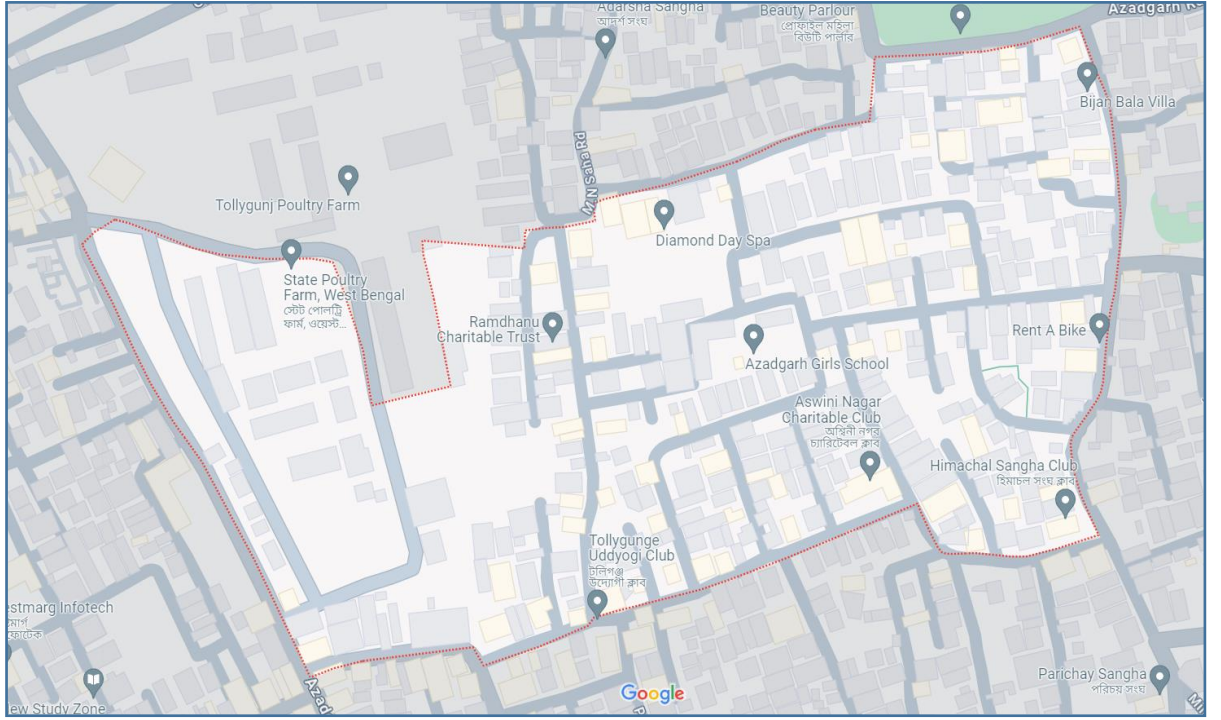 Adarsha Sangha
আদর্শ সংঘ
Beauty Parlour
প্রোফাইল মহিলা
বিউটি পার্লার
Azadgarh
Bijan Bala Villa
M N Saha Rd
Tollygunj Poultry Farm
Diamond Day Spa
State Poultry
Farm, West Bengal
স্টেট পোলট্রি
ফার্ম, ওয়েস্ট...
Ramdhanu
Charitable Trust
Rent A Bike
Azadgarh Girls School
Aswini Nagar
Charitable Club
অশ্বিনী নগর
চ্যারিটেবল ক্লাব
Himachal Sangha Club
হিমাচল সংঘ ক্লাব
Tollygunge
Uddyogi Club
টলিগঞ্জ
উদ্যোগী ক্লাব
Infotech
Parichay Sangha
পরিচয় সংঘ
Study Zone
Azad
Google